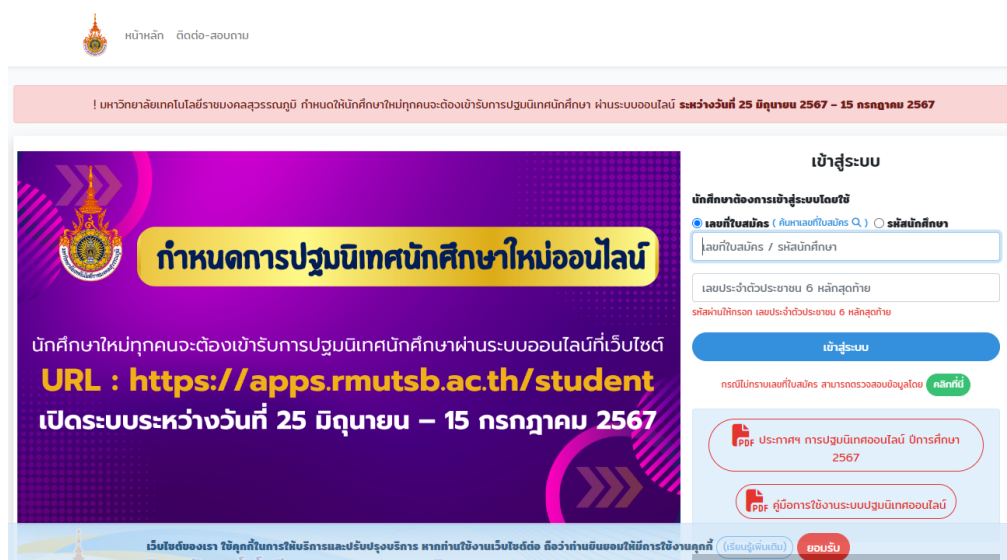 หน้าหลัก ติดต่อ-สอบถาม
! มหาวิทยาลัยเทคโนโลยีราชมงคลสุวรรณภูมิ กำหนดให้นักศึกษาใหม่ทุกคนจะต้องเข้ารับการปฐมนิเทศนักศึกษา ผ่านระบบออนไลน์ ระหว่างวันที่ 25 มิถุนายน 2567 – 15 กรกฎาคม 2567
กำหนดการปฐมนิเทศนักศึกษาใหม่ออนไลน์
นักศึกษาใหม่ทุกคนจะต้องเข้ารับการปฐมนิเทศนักศึกษาผ่านระบบออนไลน์ที่เว็บไซต์
URL : https://apps.rmutsb.ac.th/student
เปิดระบบระหว่างวันที่ 25 มิถุนายน – 15 กรกฎาคม 2567
เข้าสู่ระบบ
นักศึกษาต้องการเข้าสู่ระบบโดยใช้
เลขที่ใบสมัคร ( ค้นหาเลขที่ใบสมัคร ) รหัสนักศึกษา
เลขที่ใบสมัคร / รหัสนักศึกษา
เลขประจำตัวประชาชน 6 หลักสุดท้าย
รหัสผ่านให้กรอก เลขประจำตัวประชาชน 6 หลักสุดท้าย
เข้าสู่ระบบ
กรณีไม่ทราบเลขที่ใบสมัคร สามารถตรวจสอบข้อมูลโดย คลิกที่นี่
PDF ประกาศฯ การปฐมนิเทศออนไลน์ ปีการศึกษา
2567
PDF คู่มือการใช้งานระบบปฐมนิเทศออนไลน์
เว็บไซต์ของเรา ใช้คุกกี้ในการให้บริการและปรับปรุงบริการ หากท่านใช้งานเว็บไซต์ต่อ ถือว่าท่านยินยอมให้มีการใช้งานคุกกี้ (เรียนรู้เพิ่มเติม) ยอมรับ